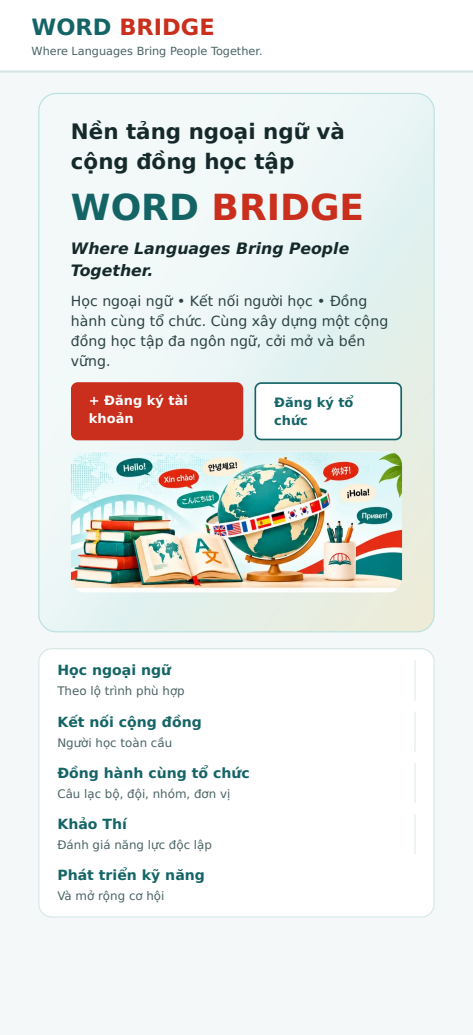 WORD BRIDGE
Where Languages Bring People Together.
Nền tảng ngoại ngữ và
cộng đồng học tập
WORD BRIDGE
Where Languages Bring People
Together.
Học ngoại ngữ • Kết nối người học • Đồng
hành cùng tổ chức. Cùng xây dựng một cộng
đồng học tập đa ngôn ngữ, cởi mở và bền
vững.
+ Đăng ký tài
khoản
Đăng ký tổ
chức
Hello!
Xin chào!
안녕하세요!
こんにちは!
你好!
¡Hola!
Привет!
A
文
Học ngoại ngữ
Theo lộ trình phù hợp
Kết nối cộng đồng
Người học toàn cầu
Đồng hành cùng tổ chức
Câu lạc bộ, đội, nhóm, đơn vị
Khảo Thí
Đánh giá năng lực độc lập
Phát triển kỹ năng
Và mở rộng cơ hội